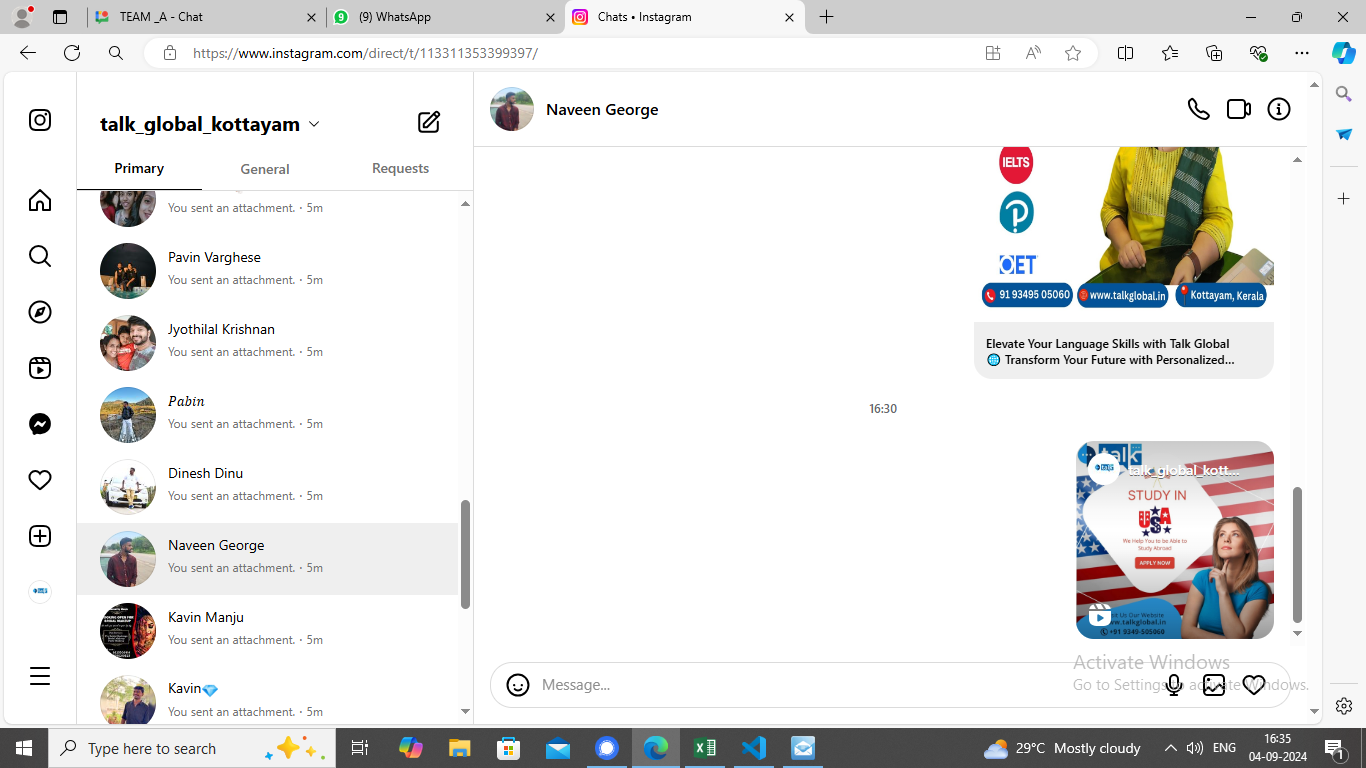 TEAM _A - Chat
(9) WhatsApp
Chats • Instagram
https://www.instagram.com/direct/t/113311353399397/
talk_global_kottayam
Primary
General
Requests
You sent an attachment. · 5m
Pavin Varghese
You sent an attachment. · 5m
Jyothilal Krishnan
You sent an attachment. · 5m
Pabin
You sent an attachment. · 5m
Dinesh Dinu
You sent an attachment. · 5m
Naveen George
You sent an attachment. · 5m
Kavin Manju
You sent an attachment. · 5m
Kavin💎
You sent an attachment. · 5m
Naveen George
IELTS
OET
91 93495 05060
www.talkglobal.in
Kottayam, Kerala
Elevate Your Language Skills with Talk Global
🌐 Transform Your Future with Personalized...
16:30
talk
talk_global_kott...
STUDY IN
USA
We Help You to be Able to
Study Abroad
APPLY NOW
Us Our Website
www.talkglobal.in
+91 9349-505060
Message...
Activate Windows
Go to Settings to activate Windows.
Type here to search
29°C Mostly cloudy
ENG
16:35
04-09-2024
1